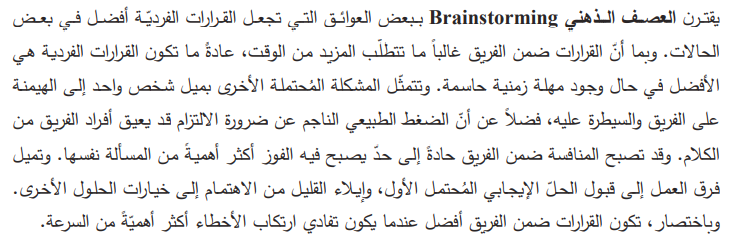 يقترن العصف الذهني Brainstorming ببعض العوائق التي تجعل القرارات الفرديّة أفضل في بعض
الحالات. وبما أنّ القرارات ضمن الفريق غالباً ما تتطلّب المزيد من الوقت، عادةً ما تكون القرارات الفردية هي
الأفضل في حال وجود مهلة زمنية حاسمة. وتتمثّل المشكلة المُحتملة الأخرى بميل شخص واحد إلى الهيمنة
على الفريق والسيطرة عليه، فضلاً عن أنّ الضغط الطبيعي الناجم عن ضرورة الالتزام قد يعيق أفراد الفريق من
الكلام. وقد تصبح المنافسة ضمن الفريق حادةً إلى حدّ يصبح فيه الفوز أكثر أهميةً من المسألة نفسها. وتميل
فرق العمل إلى قبول الحلّ الإيجابي المُحتمل الأول، وإيلاء القليل من الاهتمام إلى خيارات الحلول الأخرى.
وباختصار، تكون القرارات ضمن الفريق أفضل عندما يكون تفادي ارتكاب الأخطاء أكثر أهميّةً من السرعة.